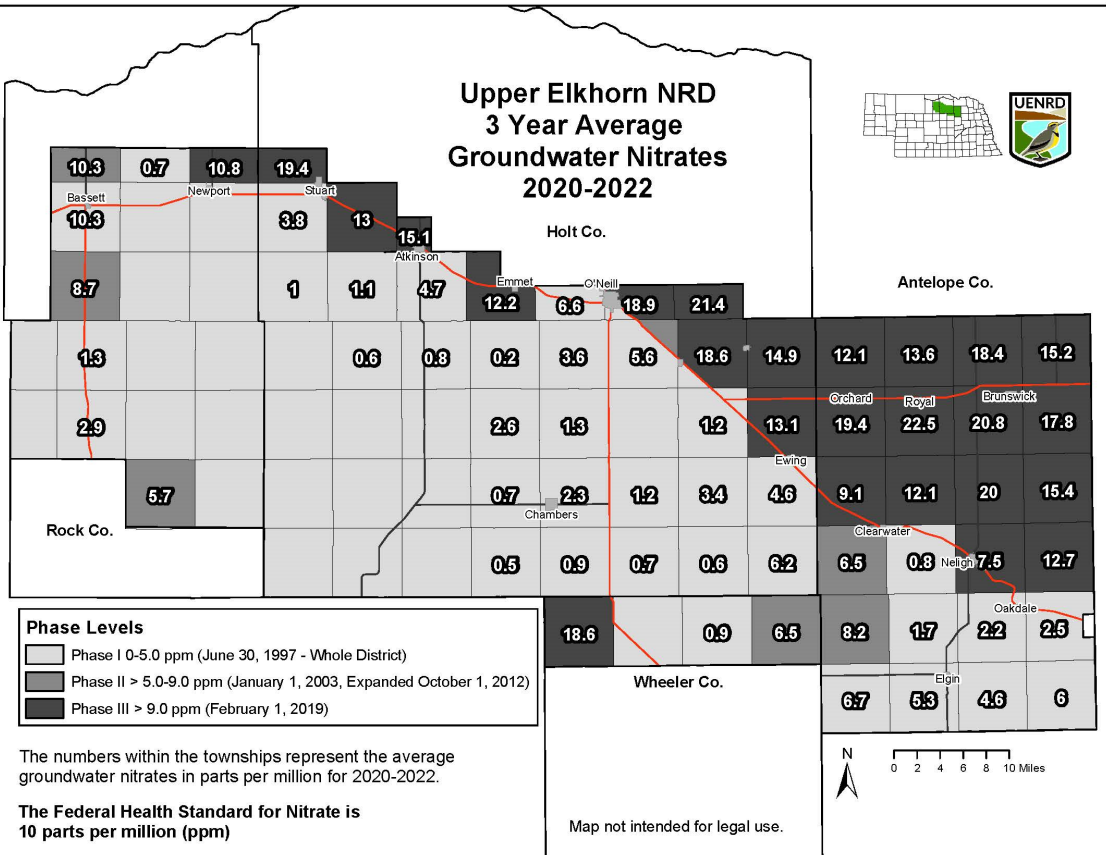 Upper Elkhorn NRD
3 Year Average
Groundwater Nitrates
2020-2022
UENRD
Holt Co.
Antelope Co.
10.3 0.7 10.8 19.4
Bassett Newport Stuart
10.3 3.8 13 15.1
Atkinson
8.7 1 1.1 4.7 12.2 6.6 18.9 21.4
Emmet O'Neill
1.3 0.6 0.8 0.2 3.6 5.6 18.6 14.9 12.1 13.6 18.4 15.2
Orchard Royal Brunswick
2.9 2.6 1.3 1.2 13.1 19.4 22.5 20.8 17.8
Ewing
5.7 0.7 2.3 1.2 3.4 4.6 9.1 12.1 20 15.4
Chambers
Rock Co.
Clearwater
0.5 0.9 0.7 0.6 6.2 6.5 0.8 Neligh 7.5 12.7
Oakdale
18.6 0.9 6.5 8.2 1.7 2.2 2.5
Wheeler Co.
Elgin
6.7 5.3 4.6 6
Phase Levels
Phase I 0-5.0 ppm (June 30, 1997 - Whole District)
Phase II > 5.0-9.0 ppm (January 1, 2003, Expanded October 1, 2012)
Phase III > 9.0 ppm (February 1, 2019)
The numbers within the townships represent the average
groundwater nitrates in parts per million for 2020-2022.
The Federal Health Standard for Nitrate is
10 parts per million (ppm)
Map not intended for legal use.
N
0 2 4 6 8 10 Miles